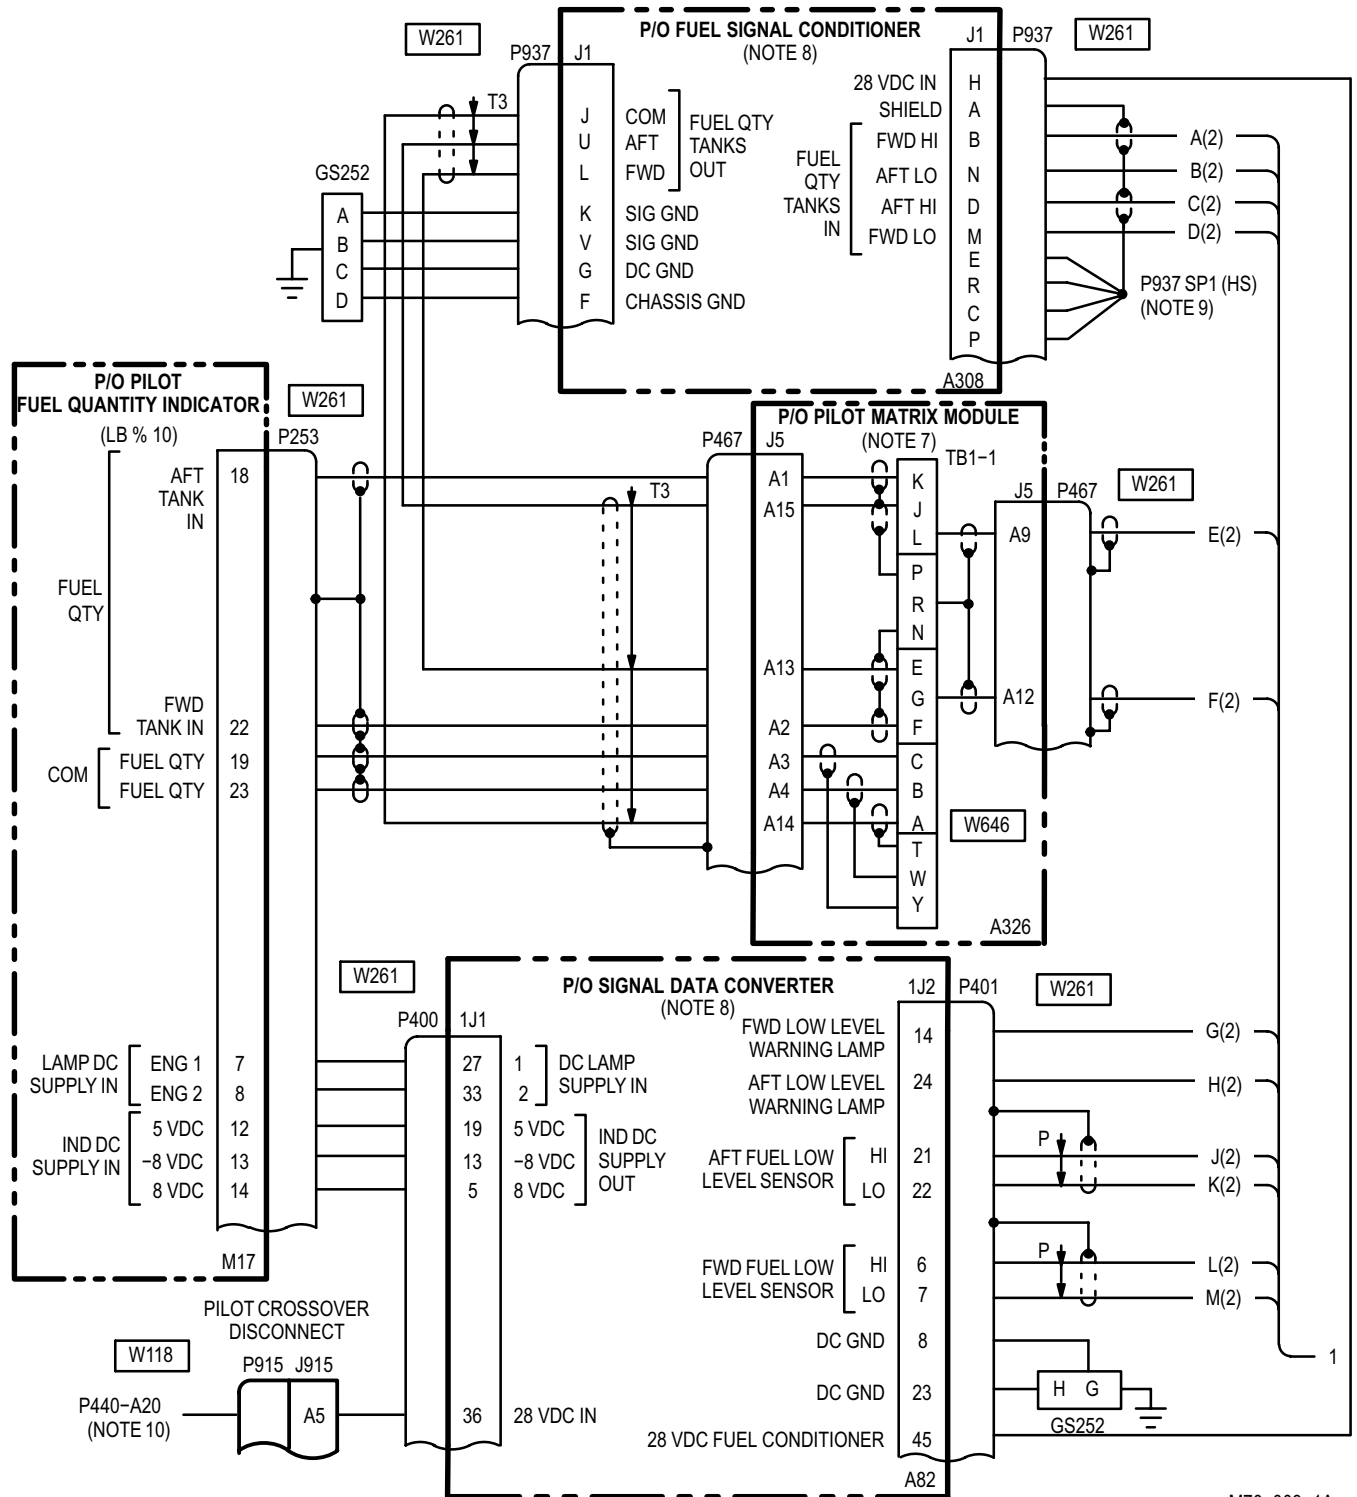 P/O FUEL SIGNAL CONDITIONER
(NOTE 8)
W261
P937 J1
J1 P937
W261
T3
J COM
U AFT
L FWD
FUEL QTY
TANKS
OUT
K SIG GND
V SIG GND
G DC GND
F CHASSIS GND
GS252
A
B
C
D
28 VDC IN H
SHIELD A
FWD HI B
AFT LO N
AFT HI D
FWD LO M
E
R
C
P
FUEL
QTY
TANKS
IN
A(2)
B(2)
C(2)
D(2)
P937 SP1 (HS)
(NOTE 9)
A308
P/O PILOT
FUEL QUANTITY INDICATOR
(LB % 10)
W261
P253
AFT
TANK
IN
18
FUEL
QTY
FWD
TANK IN 22
COM
FUEL QTY 19
FUEL QTY 23
P/O PILOT MATRIX MODULE
(NOTE 7)
P467 J5
TB1−1
T3
A1
A15
A13
A2
A3
A4
A14
K
J
L
P
R
N
E
G
F
C
B
A
T
W
Y
J5 P467
W261
A9
A12
E(2)
F(2)
W646
A326
LAMP DC
SUPPLY IN
ENG 1 7
ENG 2 8
IND DC
SUPPLY IN
5 VDC 12
−8 VDC 13
8 VDC 14
M17
W261
P/O SIGNAL DATA CONVERTER
(NOTE 8)
P400 1J1
27 1
33 2
DC LAMP
SUPPLY IN
19 5 VDC
13 −8 VDC
5 8 VDC
IND DC
SUPPLY
OUT
36 28 VDC IN
1J2 P401
W261
FWD LOW LEVEL
WARNING LAMP
14
AFT LOW LEVEL
WARNING LAMP
24
AFT FUEL LOW
LEVEL SENSOR
HI 21
LO 22
FWD FUEL LOW
LEVEL SENSOR
HI 6
LO 7
DC GND 8
DC GND 23
28 VDC FUEL CONDITIONER 45
A82
P
P
G(2)
H(2)
J(2)
K(2)
L(2)
M(2)
1
H G
GS252
PILOT CROSSOVER
DISCONNECT
W118
P915 J915
P440−A20
(NOTE 10)
A5